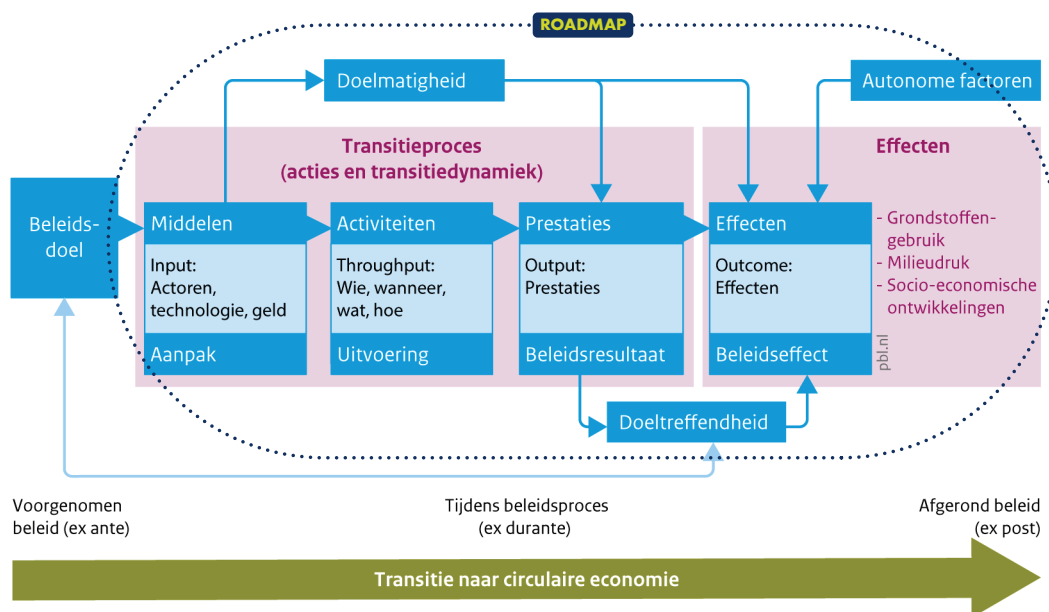 ROADMAP
Doelmatigheid
Autonome factoren
Transitieproces
(acties en transitiedynamiek)
Effecten
Beleids-
doel
Middelen
Input:
Actoren,
technologie, geld
Aanpak
Activiteiten
Throughput:
Wie, wanneer,
wat, hoe
Uitvoering
Prestaties
Output:
Prestaties
Beleidsresultaat
Effecten
Outcome:
Effecten
Beleidseffect
- Grondstoffen-
gebruik
- Milieudruk
- Socio-economische
ontwikkelingen
pbl.nl
Doeltreffendheid
Voorgenomen
beleid (ex ante)
Tijdens beleidsproces
(ex durante)
Afgerond beleid
(ex post)
Transitie naar circulaire economie